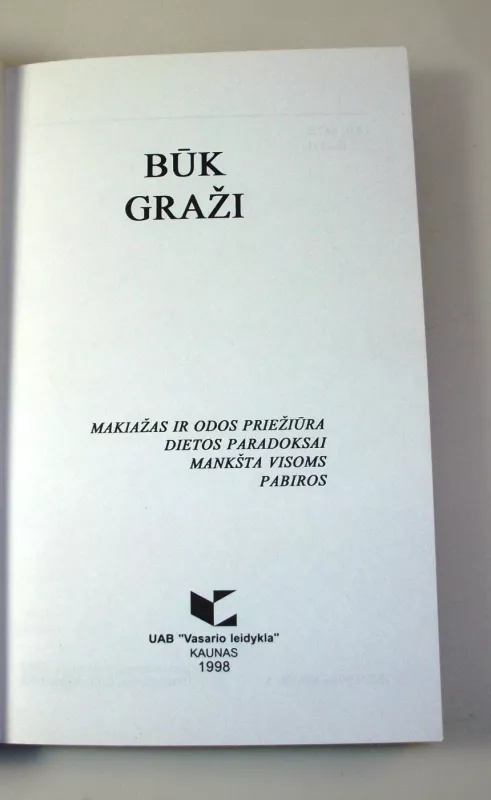 BŪK
GRAŽI
MAKIAŽAS IR ODOS PRIEŽIŪRA
DIETOS PARADOKSAI
MANKŠTA VISOMS
PABIROS
UAB "Vasario leidykla"
KAUNAS
1998